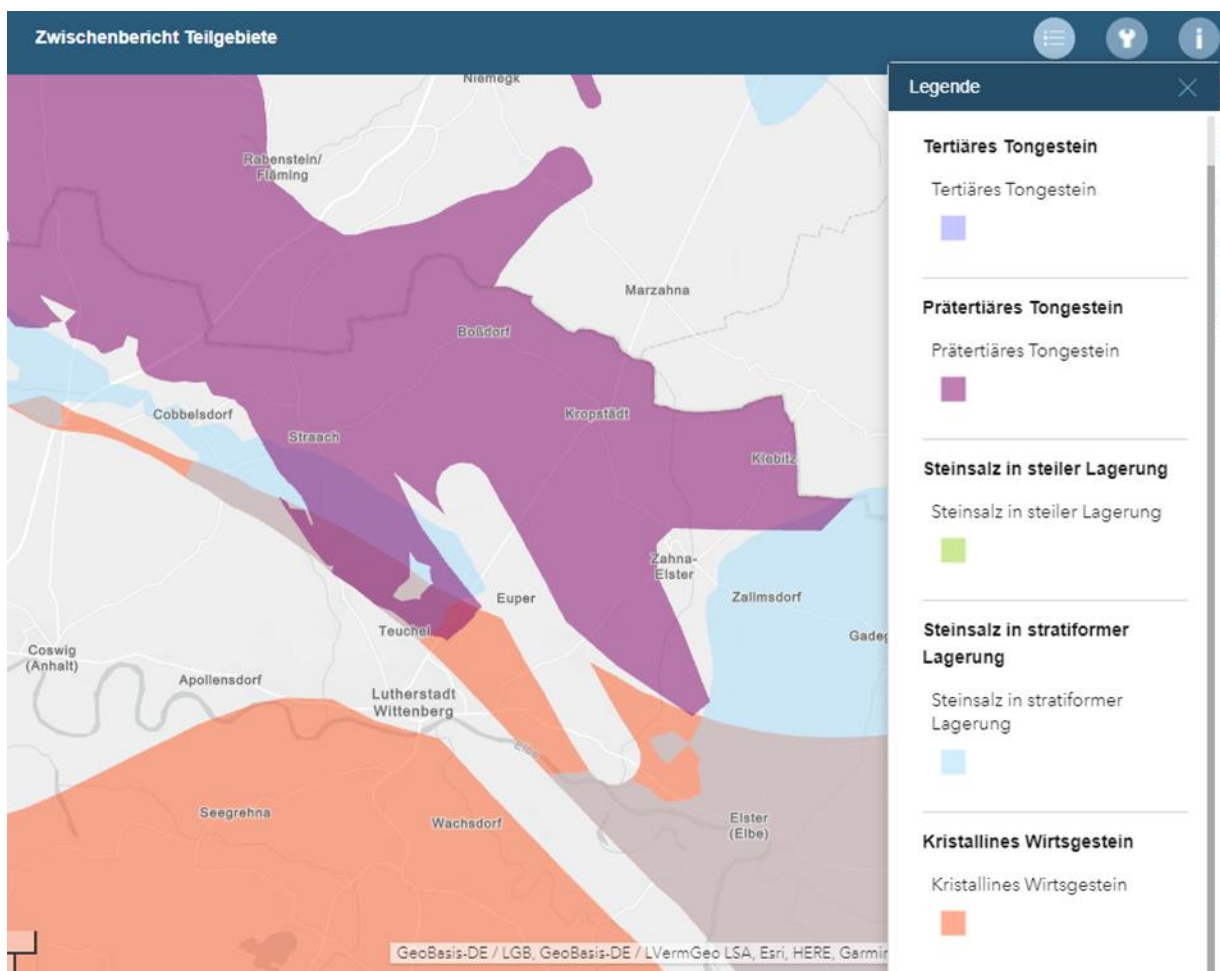 Zwischenbericht Teilgebiete
Niemegk
Rabenstein/
Fläming
Marzahna
Boßdorf
Cobbelsdorf
Kropstädt
Straach
Klebitz
Zahna-
Elster
Zallmsdorf
Euper
Teuchel
Coswig
(Anhalt)
Apollensdorf
Lutherstadt
Wittenberg
Elbe
Seegrehna
Wachsdorf
Elster
(Elbe)
GeoBasis-DE / LGB, GeoBasis-DE / LVermGeo LSA, Esri, HERE,
Legende
Tertiäres Tongestein
Tertiäres Tongestein
Prätertiäres Tongestein
Prätertiäres Tongestein
Steinsalz in steiler Lagerung
Steinsalz in steiler Lagerung
Steinsalz in stratiformer
Lagerung
Steinsalz in stratiformer
Lagerung
Kristallines Wirtsgestein
Kristallines Wirtsgestein